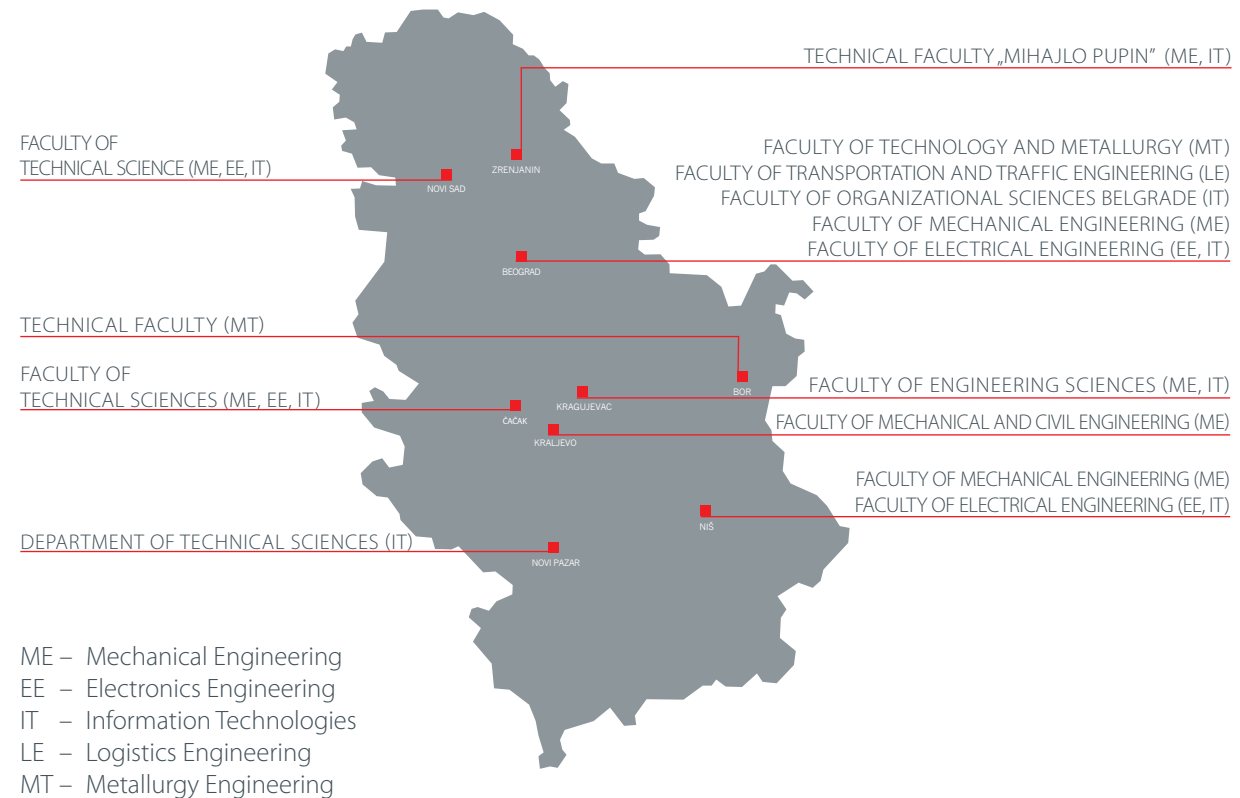 TECHNICAL FACULTY „MIHAJLO PUPIN” (ME, IT)
FACULTY OF
TECHNICAL SCIENCE (ME, EE, IT)
ZRENJANIN
NOVI SAD
FACULTY OF TECHNOLOGY AND METALLURGY (MT)
FACULTY OF TRANSPORTATION AND TRAFFIC ENGINEERING (LE)
FACULTY OF ORGANIZATIONAL SCIENCES BELGRADE (IT)
FACULTY OF MECHANICAL ENGINEERING (ME)
FACULTY OF ELECTRICAL ENGINEERING (EE, IT)
BEOGRAD
TECHNICAL FACULTY (MT)
BOR
FACULTY OF
TECHNICAL SCIENCES (ME, EE, IT)
ČAČAK
KRAGUJEVAC
FACULTY OF ENGINEERING SCIENCES (ME, IT)
KRALJEVO
FACULTY OF MECHANICAL AND CIVIL ENGINEERING (ME)
FACULTY OF MECHANICAL ENGINEERING (ME)
FACULTY OF ELECTRICAL ENGINEERING (EE, IT)
NIŠ
DEPARTMENT OF TECHNICAL SCIENCES (IT)
NOVI PAZAR
ME – Mechanical Engineering
EE – Electronics Engineering
IT – Information Technologies
LE – Logistics Engineering
MT – Metallurgy Engineering